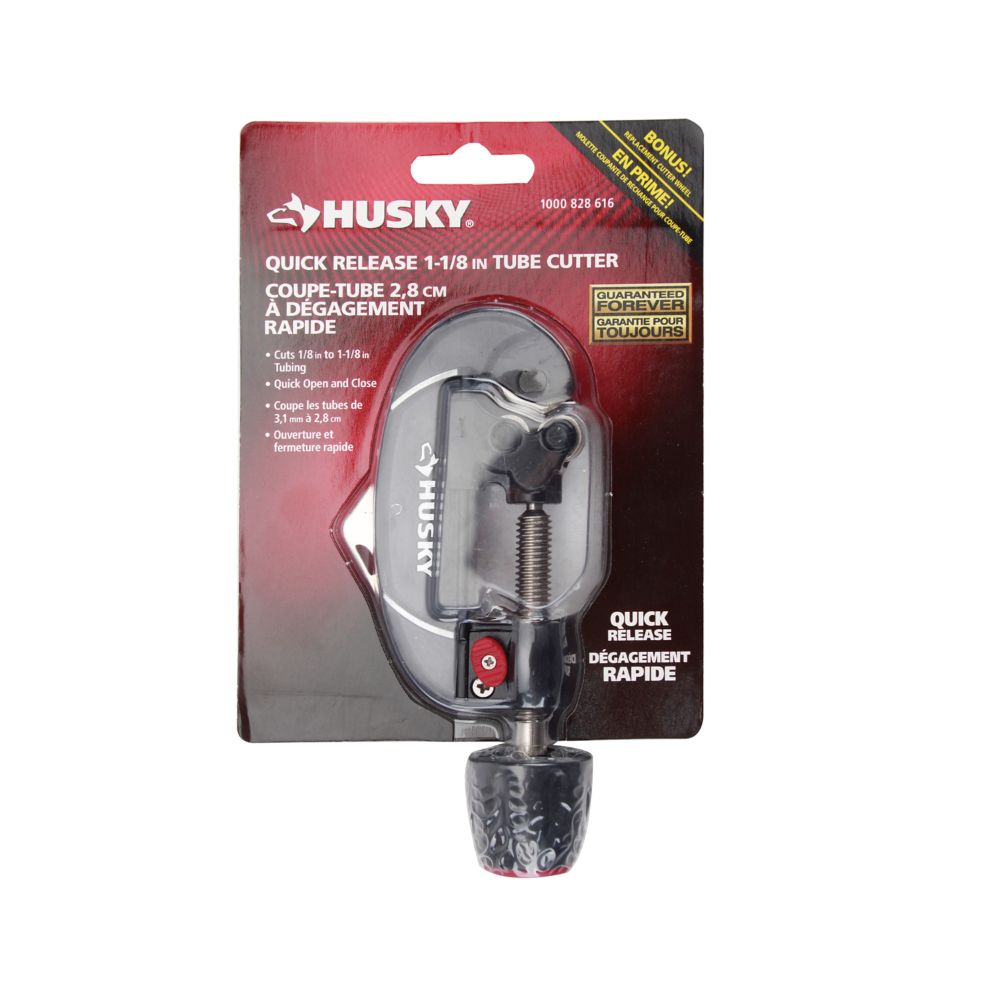 BONUS!
REPLACEMENT CUTTER WHEEL
EN PRIME!
MOLETTE COUPANTE DE RECHANGE POUR COUPE-TUBE
HUSKY®
1000 828 616
QUICK RELEASE 1-1/8 IN TUBE CUTTER
COUPE-TUBE 2,8 CM
À DÉGAGEMENT
RAPIDE
GUARANTEED
FOREVER
GARANTIE POUR
TOUJOURS
• Cuts 1/8 in to 1-1/8 in
Tubing
• Quick Open and Close
• Coupe les tubes de
3,1 mm à 2,8 cm
• Ouverture et
fermeture rapide
HUSKY
QUICK
RELEASE
DÉGAGEMENT
RAPIDE